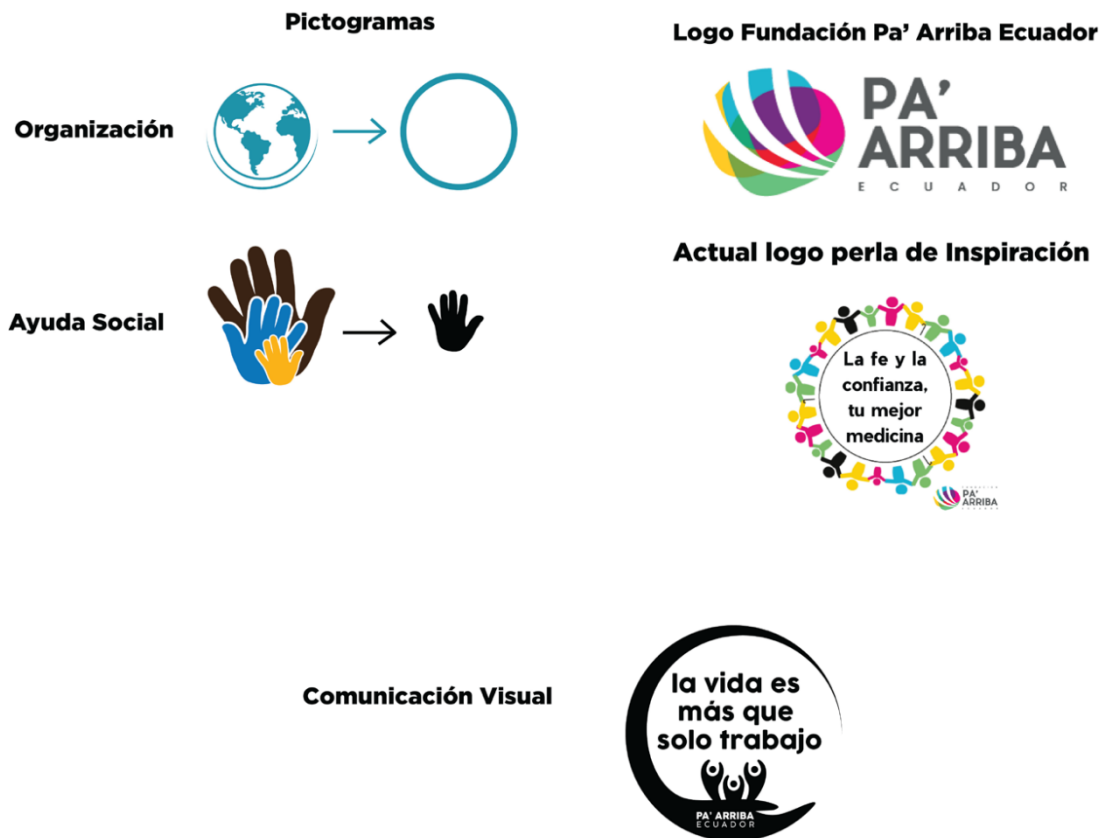 Pictogramas
Organización
Ayuda Social
Logo Fundación Pa’ Arriba Ecuador
PA’
ARRIBA
ECUADOR
Actual logo perla de Inspiración
La fe y la
confianza,
tu mejor
medicina
PA’
ARRIBA
Comunicación Visual
la vida es
más que
solo trabajo
PA’ ARRIBA
ECUADOR